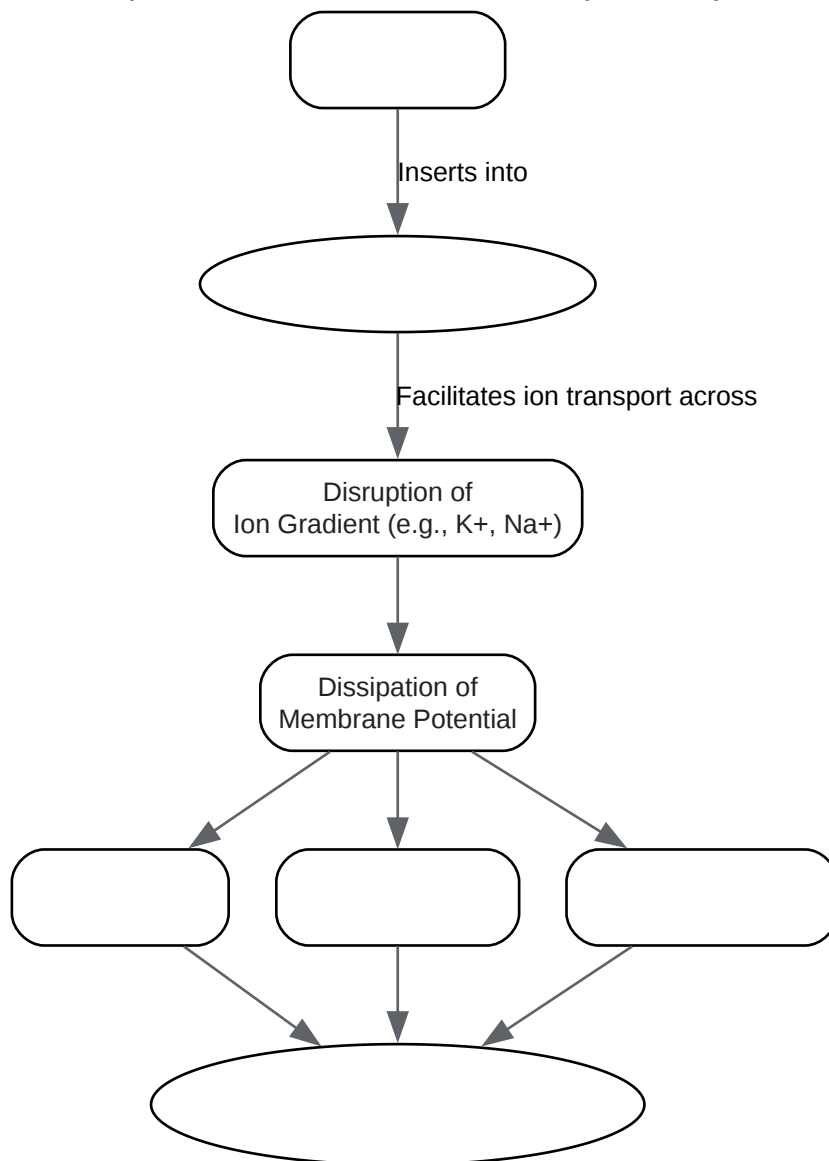 Inserts into
Facilitates ion transport across
Disruption of
Ion Gradient (e.g., K+, Na+)
Dissipation of
Membrane Potential